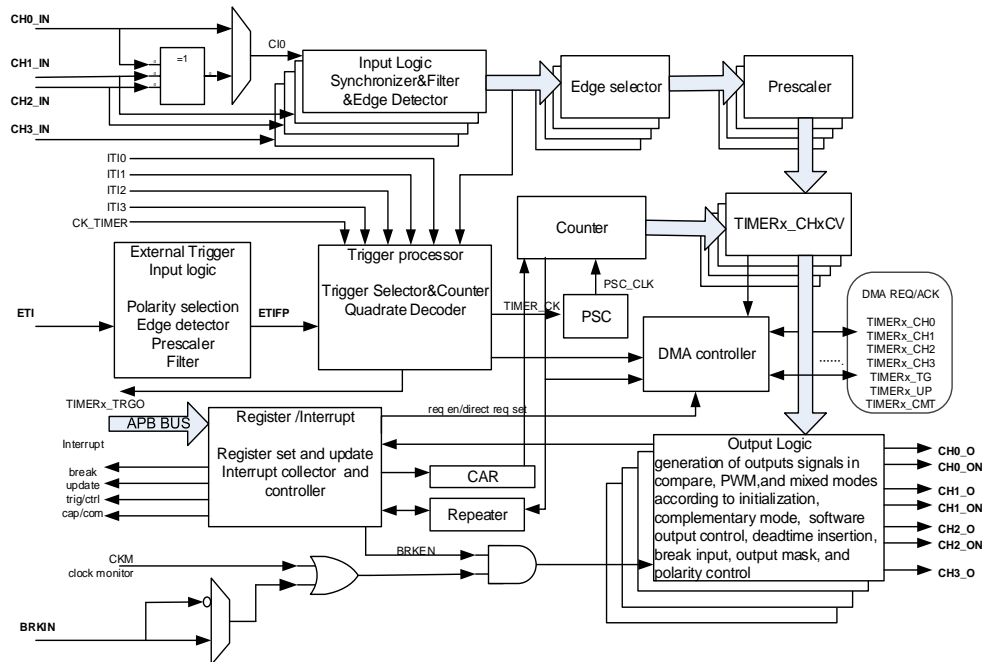 CH0_IN
CH1_IN
CH2_IN
CH3_IN
=1
CI0
Input Logic
Synchronizer&Filter
&Edge Detector
Edge selector
Prescaler
ITI0
ITI1
ITI2
ITI3
CK_TIMER
External Trigger
Input logic
Polarity selection
Edge detector
Prescaler
Filter
ETI
ETIFP
Trigger processor
Trigger Selector&Counter
Quadrate Decoder
TIMER_CK
Counter
PSC_CLK
PSC
TIMERx_CHxCV
DMA controller
DMA REQ/ACK
TIMERx_CH0
TIMERx_CH1
TIMERx_CH2
TIMERx_CH3
TIMERx_TG
TIMERx_UP
TIMERx_CMT
.......
TIMERx_TRGO
APB BUS
Interrupt
break
update
trig/ctrl
cap/com
Register /Interrupt
Register set and update
Interrupt collector and
controller
req en/direct req set
CAR
Repeater
BRKEN
CKM
clock monitor
BRKIN
Output Logic
generation of outputs signals in
compare, PWM,and mixed modes
according to initialization,
complementary mode, software
output control, deadtime insertion,
break input, output mask, and
polarity control
CH0_O
CH0_ON
CH1_O
CH1_ON
CH2_O
CH2_ON
CH3_O